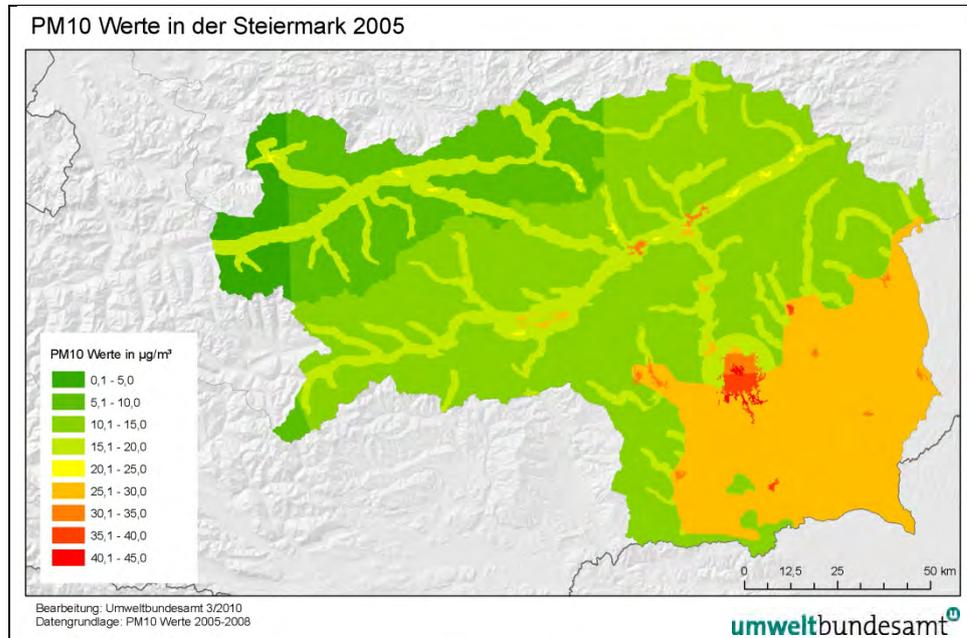 PM10 Werte in der Steiermark 2005
PM10 Werte in µg/m³
0,1 - 5,0
5,1 - 10,0
10,1 - 15,0
15,1 - 20,0
20,1 - 25,0
25,1 - 30,0
30,1 - 35,0
35,1 - 40,0
40,1 - 45,0
0 12,5 25 50 km
Bearbeitung: Umweltbundesamt 3/2010
Datengrundlage: PM10 Werte 2005-2008
umweltbundesamt u